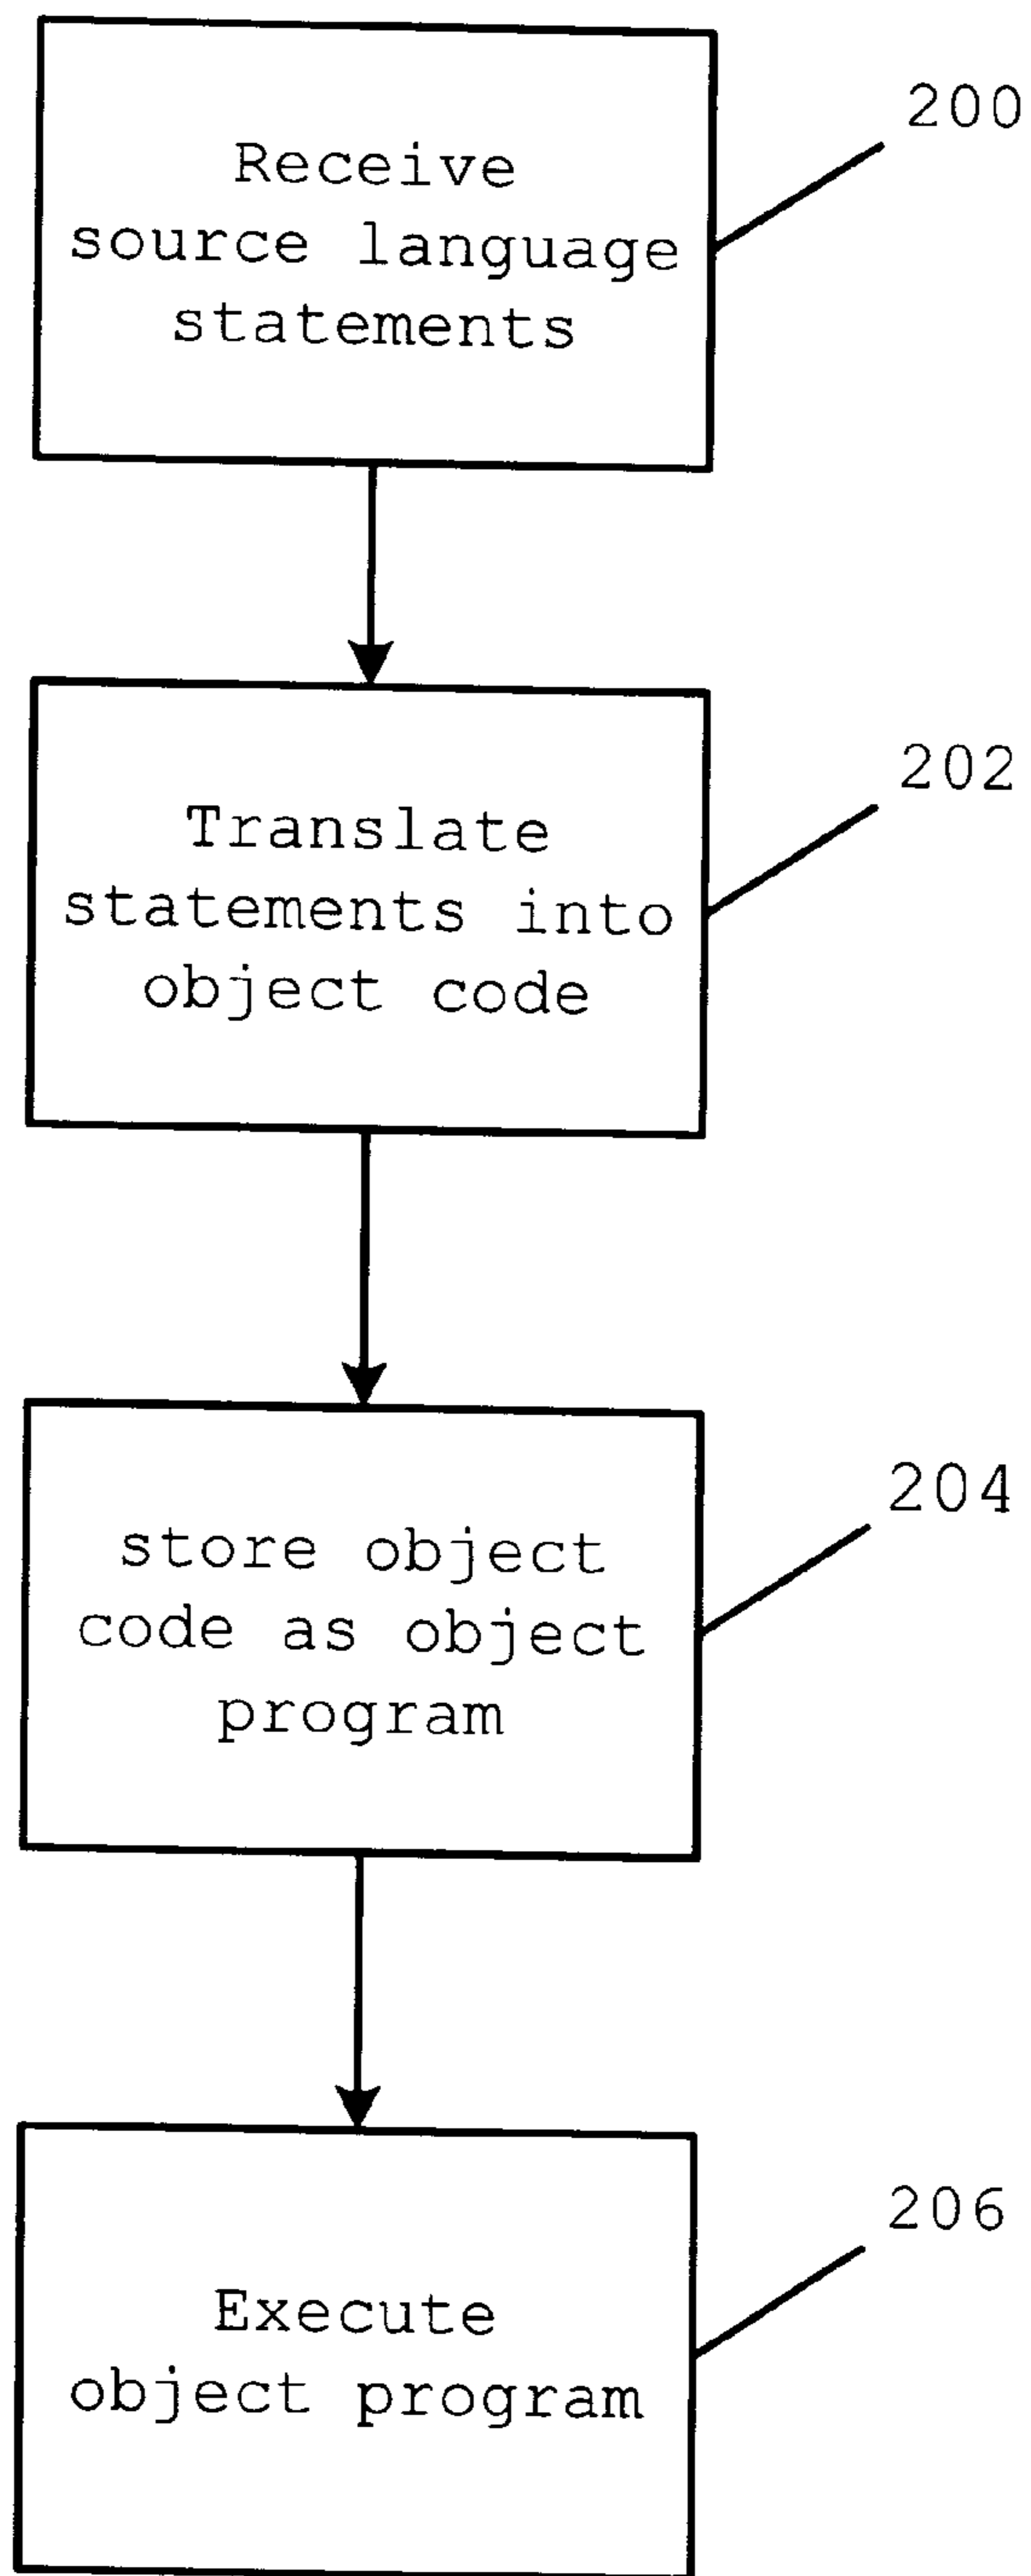 200
Receive
source language
statements
202
Translate
statements into
object code
204
store object
code as object
program
206
Execute
object program